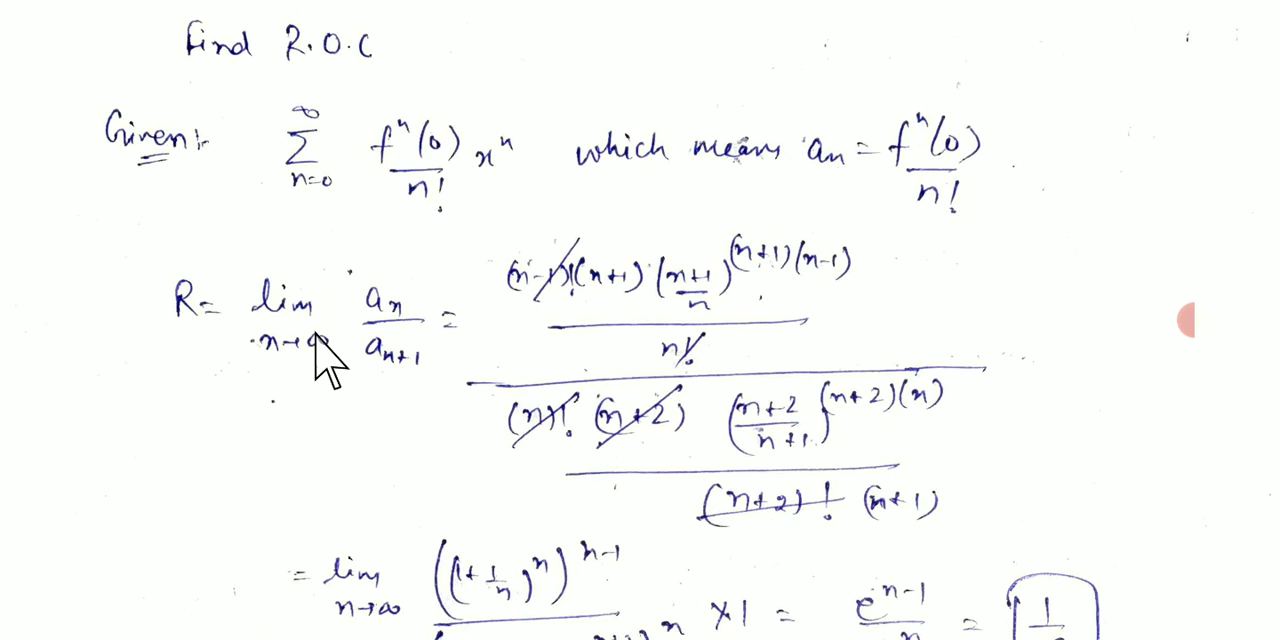 Find R.O.C
Given:- ∑_{n=0}^{∞} f^n(0)/n! x^n which means a_n = f^n(0)/n!
R = lim_{n→∞} a_n/a_{n+1} = [(n-1)!(n+1) ((n+1)/n)^{(n+1)(n-1)} / n!] / [(n)! (n+2) ((n+2)/(n+1))^{(n+2)(n)} / (n+2)! (n+1)]
= lim_{n→∞} ((1+1/n)^n)^{n-1} / n ×1 = e^{n-1}/n = 1